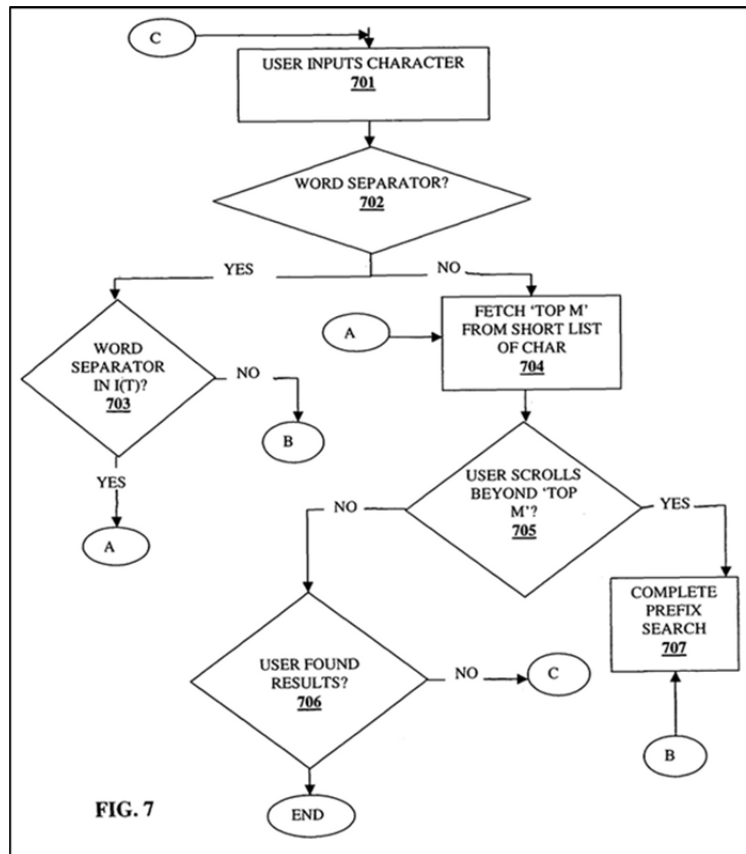 C
USER INPUTS CHARACTER
701
WORD SEPARATOR?
702
YES
NO
WORD
SEPARATOR
IN I(T)?
703
NO
B
YES
A
A
FETCH ‘TOP M’
FROM SHORT LIST
OF CHAR
704
USER SCROLLS
BEYOND ‘TOP
M’?
705
NO
YES
COMPLETE
PREFIX
SEARCH
707
B
USER FOUND
RESULTS?
706
NO
C
END
FIG. 7